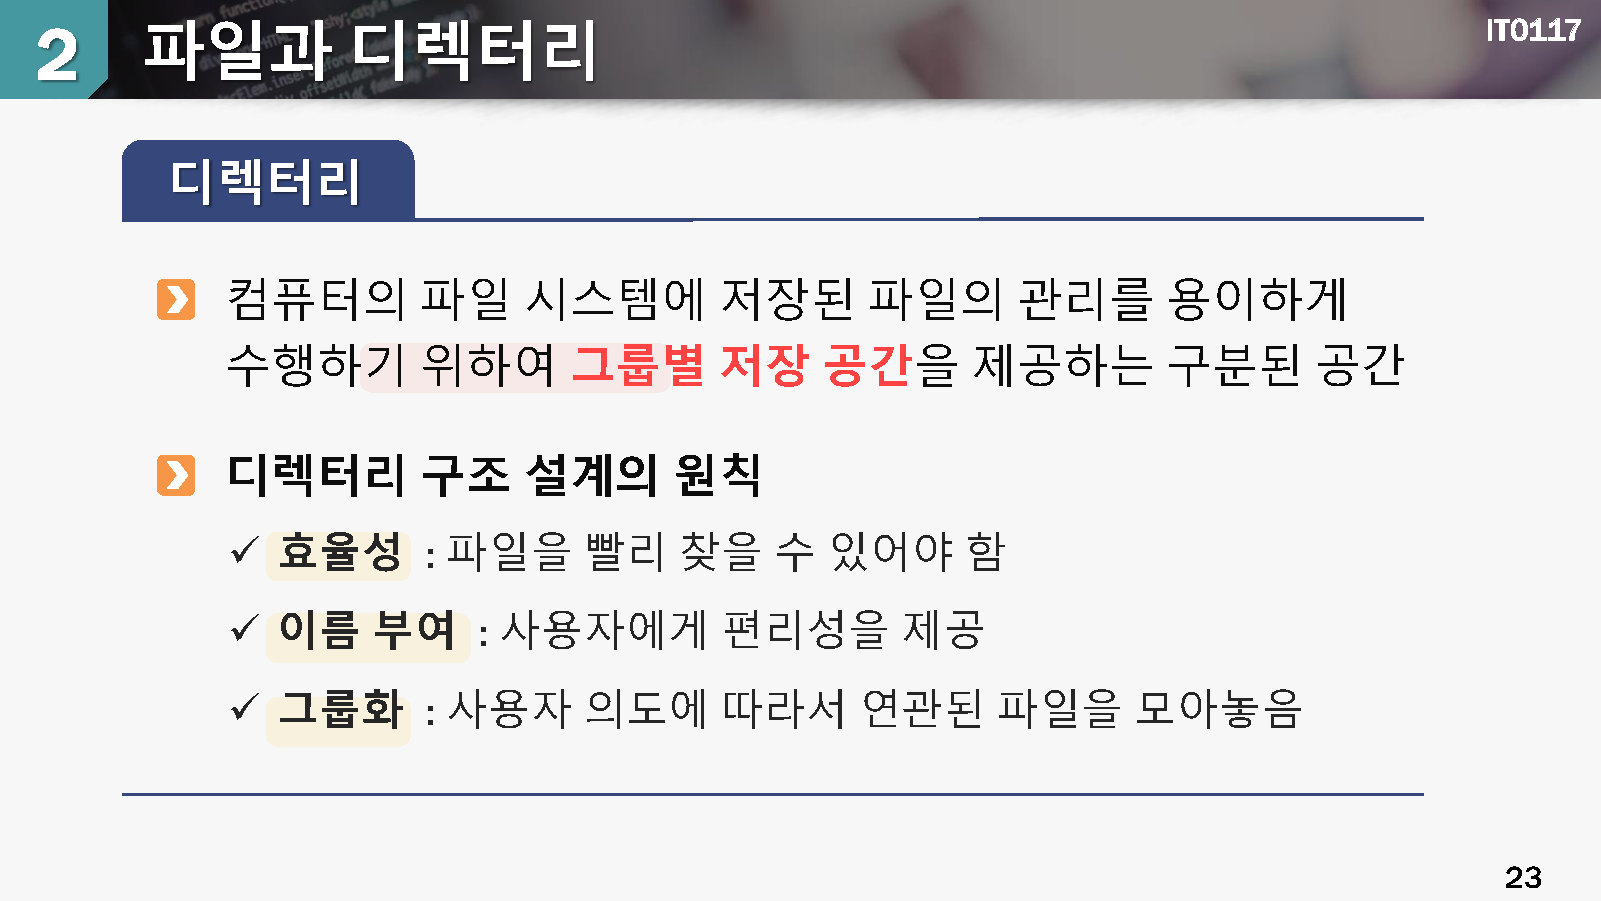 2
파일과 디렉터리
IT0117
디렉터리
컴퓨터의 파일 시스템에 저장된 파일의 관리를 용이하게
수행하기 위하여 그룹별 저장 공간을 제공하는 구분된 공간
디렉터리 구조 설계의 원칙
✓ 효율성 : 파일을 빨리 찾을 수 있어야 함
✓ 이름 부여 : 사용자에게 편리성을 제공
✓ 그룹화 : 사용자 의도에 따라서 연관된 파일을 모아놓음
23